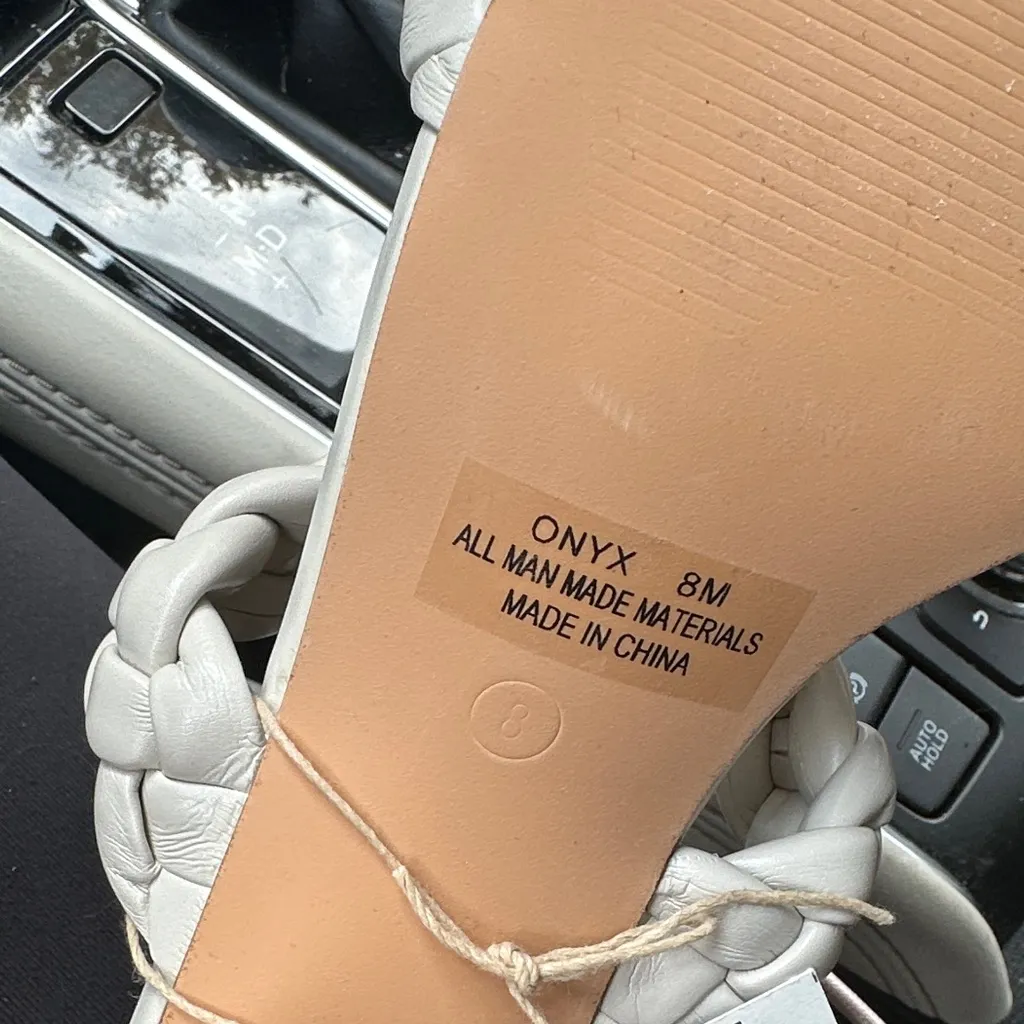 M·D
+
ONYX 8M
ALL MAN MADE MATERIALS
MADE IN CHINA
8
AUTO
HOLD